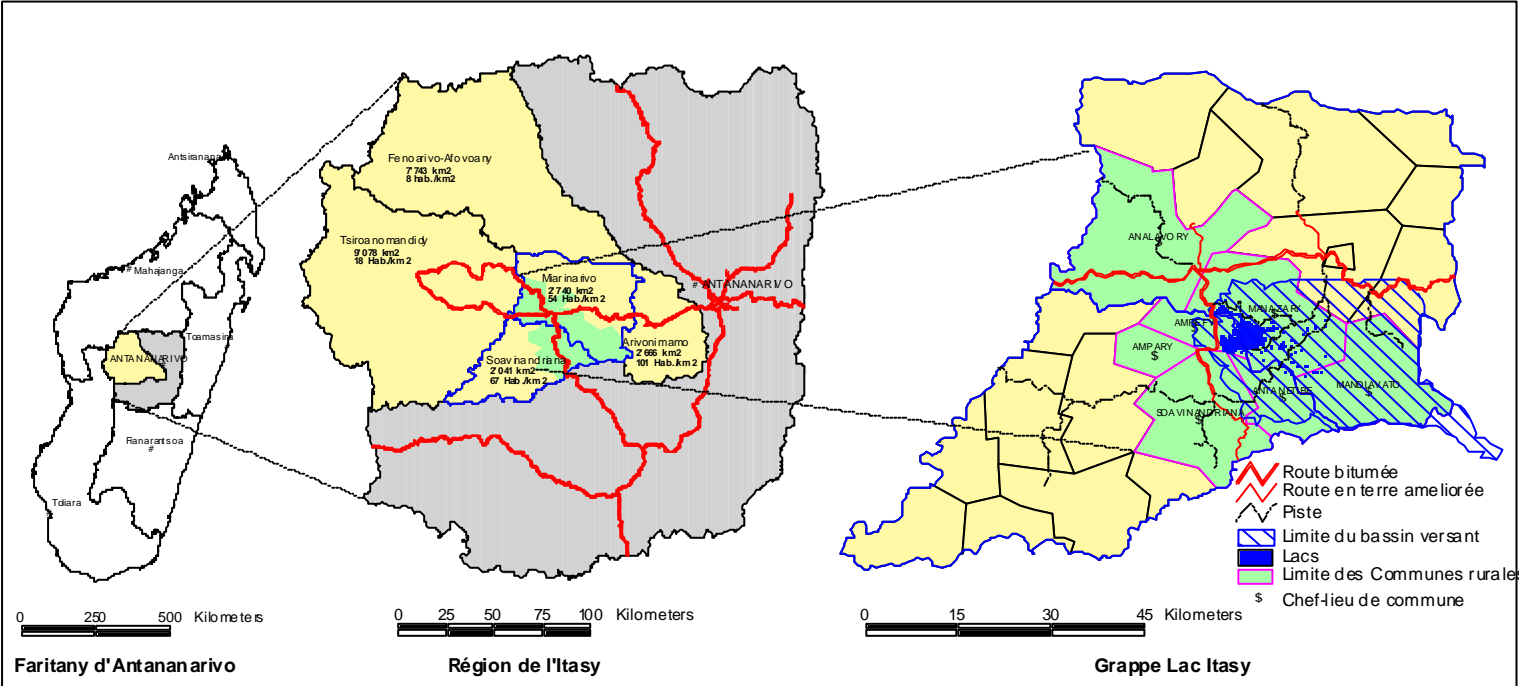 Antsiranana
# Mahajanga
Toamasina
ANTANANARIVO
Fianarantsoa
#
Toliara
0 250 500 Kilometers
Faritany d'Antananarivo
Fenoarivo-Afovoany
7'743 km2
8 hab./km2
Tsiroanomandidy
9'078 km2
18 Hab./km2
Miarinarivo
2'740 km2
54 Hab./km2
# ANTANANARIVO
Arivonimamo
2'666 km2
101 Hab./km2
Soavinandriana
2'041 km2
67 Hab./km2
0 25 50 75 100 Kilometers
Région de l'Itasy
ANALAVORY
$
MANAZARY
$
AMPEFY
$
AMPARY
$
ANTANETIBE
$
MANDIAVATO
$
SOAVINANDRIANA
$
Route bitumée
Route en terre ameliorée
Piste
Limite du bassin versant
Lacs
Limite des Communes rurales
$ Chef-lieu de commune
0 15 30 45 Kilometers
Grappe Lac Itasy